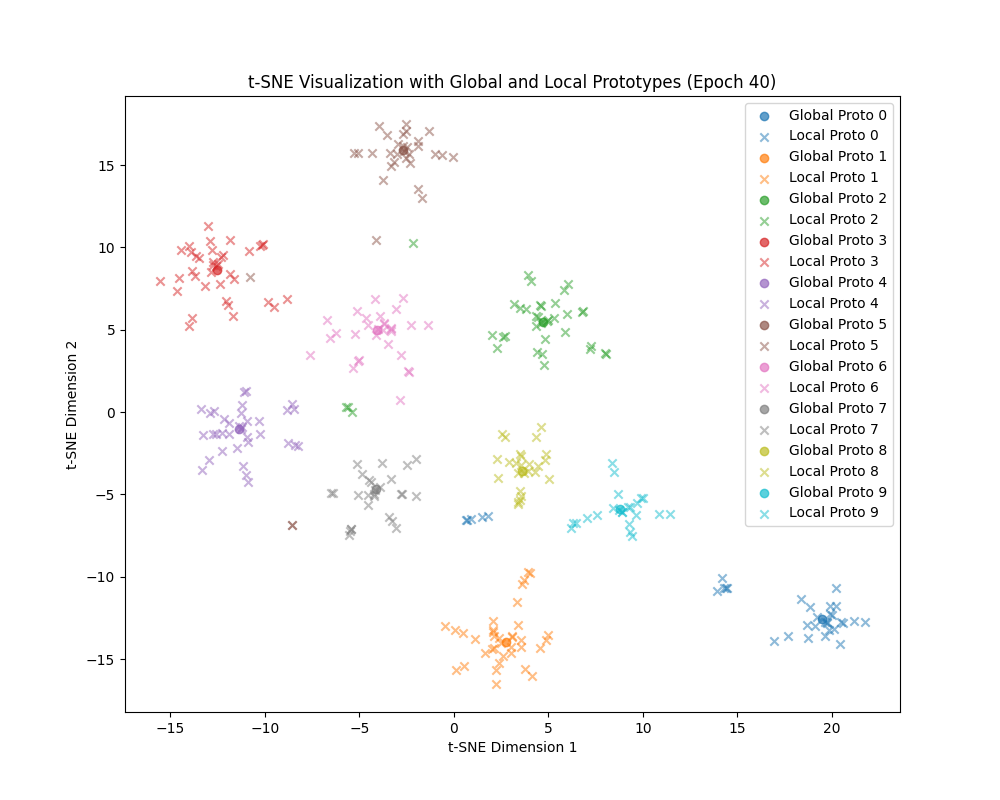 t-SNE Visualization with Global and Local Prototypes (Epoch 40)
Global Proto 0
Local Proto 0
Global Proto 1
Local Proto 1
Global Proto 2
Local Proto 2
Global Proto 3
Local Proto 3
Global Proto 4
Local Proto 4
Global Proto 5
Local Proto 5
Global Proto 6
Local Proto 6
Global Proto 7
Local Proto 7
Global Proto 8
Local Proto 8
Global Proto 9
Local Proto 9
t-SNE Dimension 2
15
10
5
0
−5
−10
−15
−15 −10 −5 0 5 10 15 20
t-SNE Dimension 1